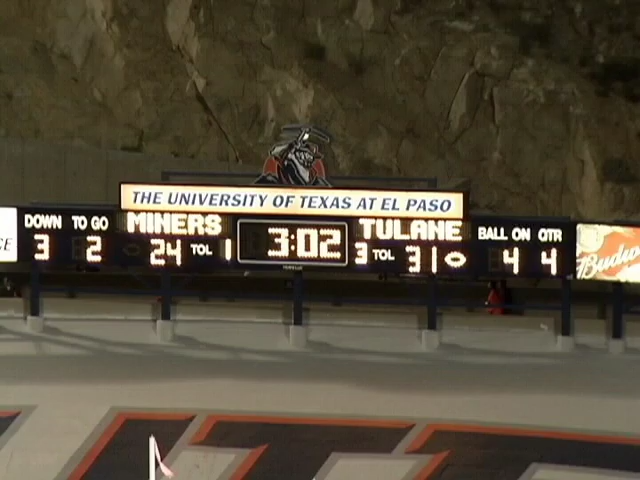 THE UNIVERSITY OF TEXAS AT EL PASO
DOWN TO GO MINERS 3:02 TULANE BALL ON QTR
3 2 24 TOL 1 3 TOL 31 4 4